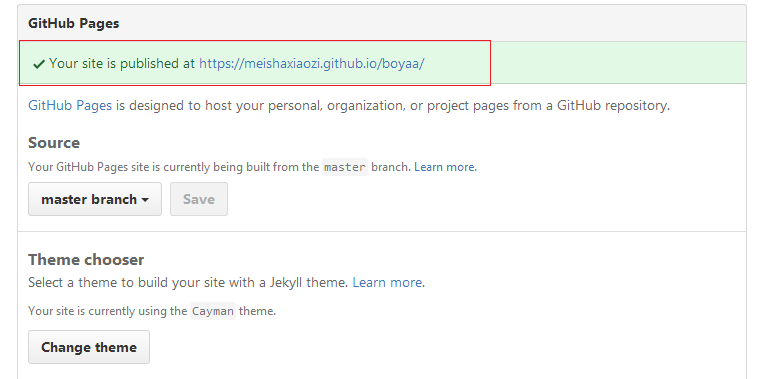 GitHub Pages
Your site is published at https://meishaxiaozi.github.io/boyaa/
GitHub Pages is designed to host your personal, organization, or project pages from a GitHub repository.
Source
Your GitHub Pages site is currently being built from the master branch. Learn more.
master branch Save
Theme chooser
Select a theme to build your site with a Jekyll theme. Learn more.
Your site is currently using the Cayman theme.
Change theme